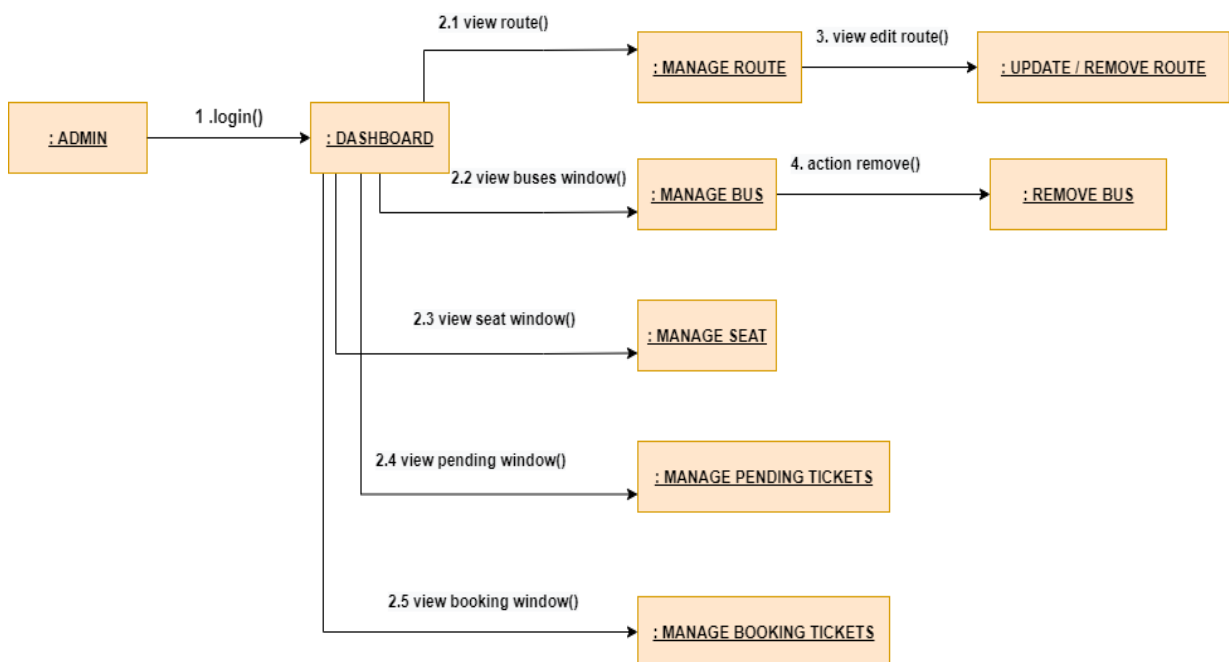 2.1 view route()
: MANAGE ROUTE
3. view edit route()
: UPDATE / REMOVE ROUTE
: ADMIN
1 .login()
: DASHBOARD
2.2 view buses window()
: MANAGE BUS
4. action remove()
: REMOVE BUS
2.3 view seat window()
: MANAGE SEAT
2.4 view pending window()
: MANAGE PENDING TICKETS
2.5 view booking window()
: MANAGE BOOKING TICKETS